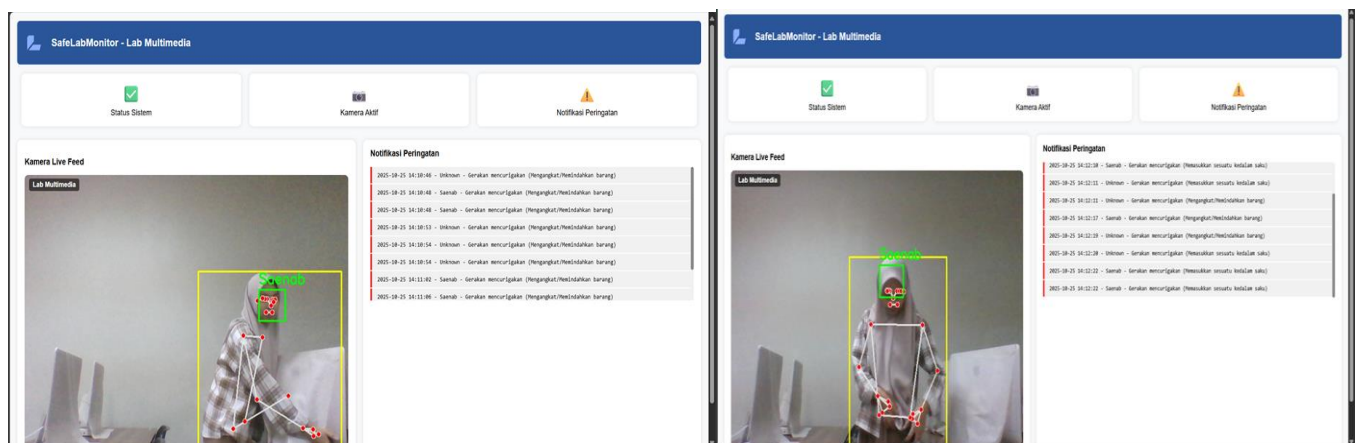 SafeLabMonitor - Lab Multimedia
Status Sistem
Kamera Aktif
Notifikasi Peringatan
Kamera Live Feed
Lab Multimedia
Saenab
Notifikasi Peringatan
2025-10-25 14:10:46 - Unknown - Gerakan mencurigakan (Mengangkat/Memindahkan barang)
2025-10-25 14:10:48 - Saenab - Gerakan mencurigakan (Mengangkat/Memindahkan barang)
2025-10-25 14:10:48 - Saenab - Gerakan mencurigakan (Mengangkat/Memindahkan barang)
2025-10-25 14:10:53 - Unknown - Gerakan mencurigakan (Mengangkat/Memindahkan barang)
2025-10-25 14:10:54 - Unknown - Gerakan mencurigakan (Mengangkat/Memindahkan barang)
2025-10-25 14:10:54 - Unknown - Gerakan mencurigakan (Mengangkat/Memindahkan barang)
2025-10-25 14:11:02 - Saenab - Gerakan mencurigakan (Mengangkat/Memindahkan barang)
2025-10-25 14:11:06 - Saenab - Gerakan mencurigakan (Mengangkat/Memindahkan barang)
SafeLabMonitor - Lab Multimedia
Status Sistem
Kamera Aktif
Notifikasi Peringatan
Kamera Live Feed
Lab Multimedia
Saenab
Notifikasi Peringatan
2025-10-25 14:12:10 - Saenab - Gerakan mencurigakan (Memasukkan sesuatu kedalam saku)
2025-10-25 14:12:11 - Unknown - Gerakan mencurigakan (Memasukkan sesuatu kedalam saku)
2025-10-25 14:12:11 - Unknown - Gerakan mencurigakan (Mengangkat/Memindahkan barang)
2025-10-25 14:12:17 - Saenab - Gerakan mencurigakan (Mengangkat/Memindahkan barang)
2025-10-25 14:12:19 - Unknown - Gerakan mencurigakan (Mengangkat/Memindahkan barang)
2025-10-25 14:12:20 - Unknown - Gerakan mencurigakan (Memasukkan sesuatu kedalam saku)
2025-10-25 14:12:22 - Saenab - Gerakan mencurigakan (Memasukkan sesuatu kedalam saku)
2025-10-25 14:12:22 - Saenab - Gerakan mencurigakan (Memasukkan sesuatu kedalam saku)